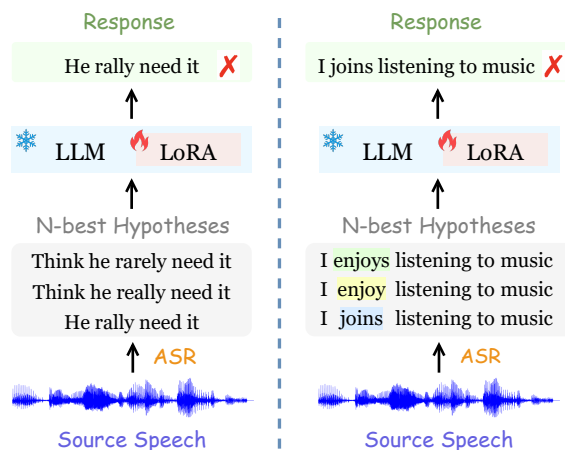 Response
He rally need it ✗
LLM
LoRA
N-best Hypotheses
Think he rarely need it
Think he really need it
He rally need it
ASR
Source Speech
Response
I joins listening to music ✗
LLM
LoRA
N-best Hypotheses
I enjoys listening to music
I enjoy listening to music
I joins listening to music
ASR
Source Speech